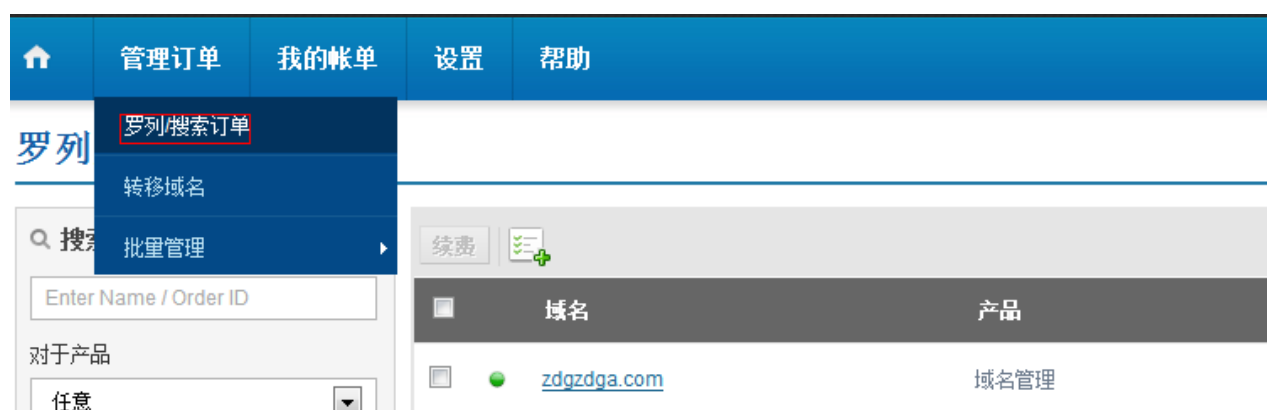 管理订单 我的帐单 设置 帮助
罗列/搜索订单
罗列
转移域名
搜
批量管理
续费
Enter Name / Order ID
域名 产品
对于产品
zdgzdga.com 域名管理
任意